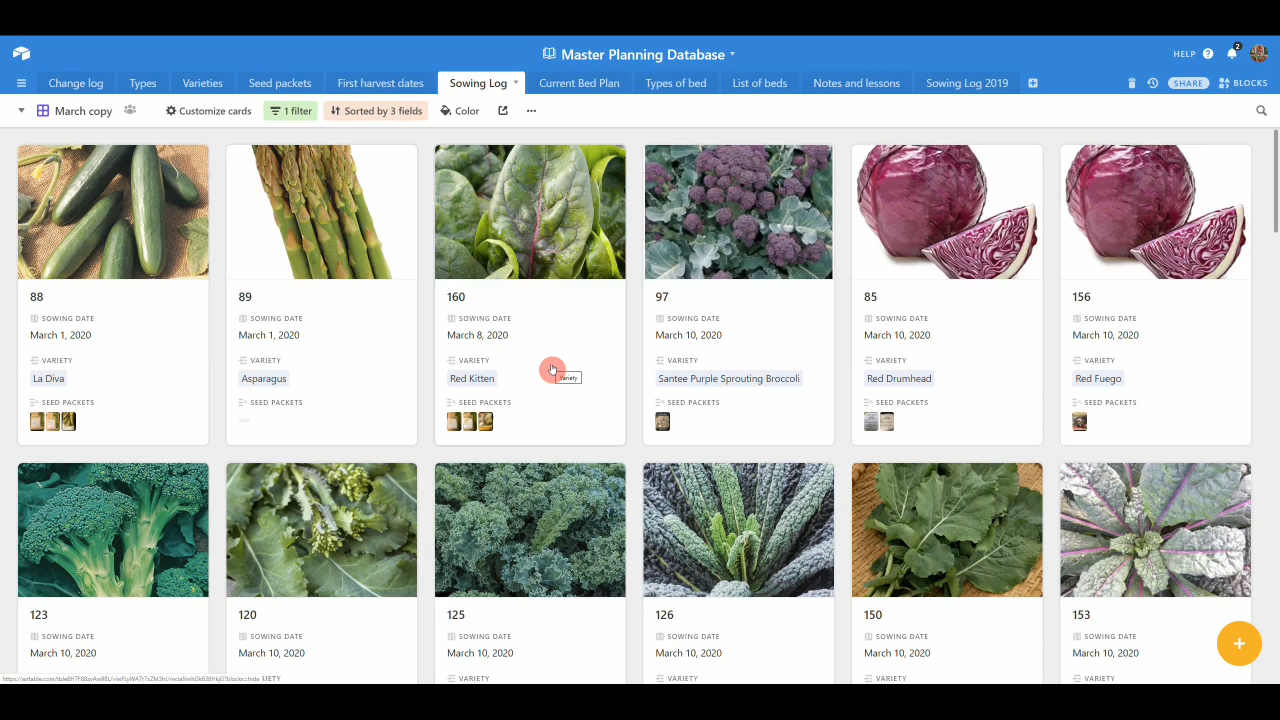 Master Planning Database
HELP
2
Change log
Types
Varieties
Seed packets
First harvest dates
Sowing Log
Current Bed Plan
Types of bed
List of beds
Notes and lessons
Sowing Log 2019
SHARE
BLOCKS
March copy
Customize cards
1 filter
Sorted by 3 fields
Color
88
89
160
97
85
156
SOWING DATE
SOWING DATE
SOWING DATE
SOWING DATE
SOWING DATE
SOWING DATE
March 1, 2020
March 1, 2020
March 8, 2020
March 10, 2020
March 10, 2020
March 10, 2020
VARIETY
VARIETY
VARIETY
VARIETY
VARIETY
VARIETY
La Diva
Asparagus
Red Kitten
Variety
Santee Purple Sprouting Broccoli
Red Drumhead
Red Fuego
SEED PACKETS
SEED PACKETS
SEED PACKETS
SEED PACKETS
SEED PACKETS
SEED PACKETS
123
120
125
126
150
153
SOWING DATE
SOWING DATE
SOWING DATE
SOWING DATE
SOWING DATE
SOWING DATE
March 10, 2020
March 10, 2020
March 10, 2020
March 10, 2020
March 10, 2020
March 10, 2020
VARIETY
VARIETY
VARIETY
VARIETY